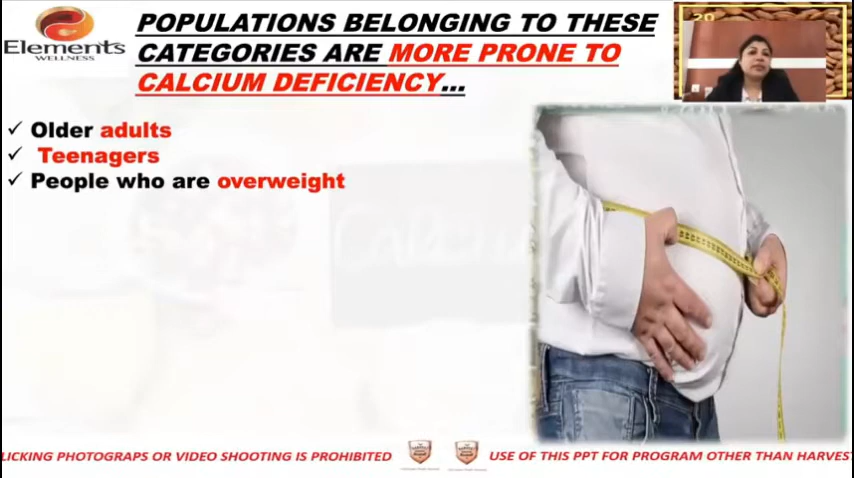 Elements
WELLNESS
POPULATIONS BELONGING TO THESE
CATEGORIES ARE MORE PRONE TO
CALCIUM DEFICIENCY...
20
✓ Older adults
✓ Teenagers
✓ People who are overweight
LICKING PHOTOGRAPS OR VIDEO SHOOTING IS PROHIBITED
USE OF THIS PPT FOR PROGRAM OTHER THAN HARVEST